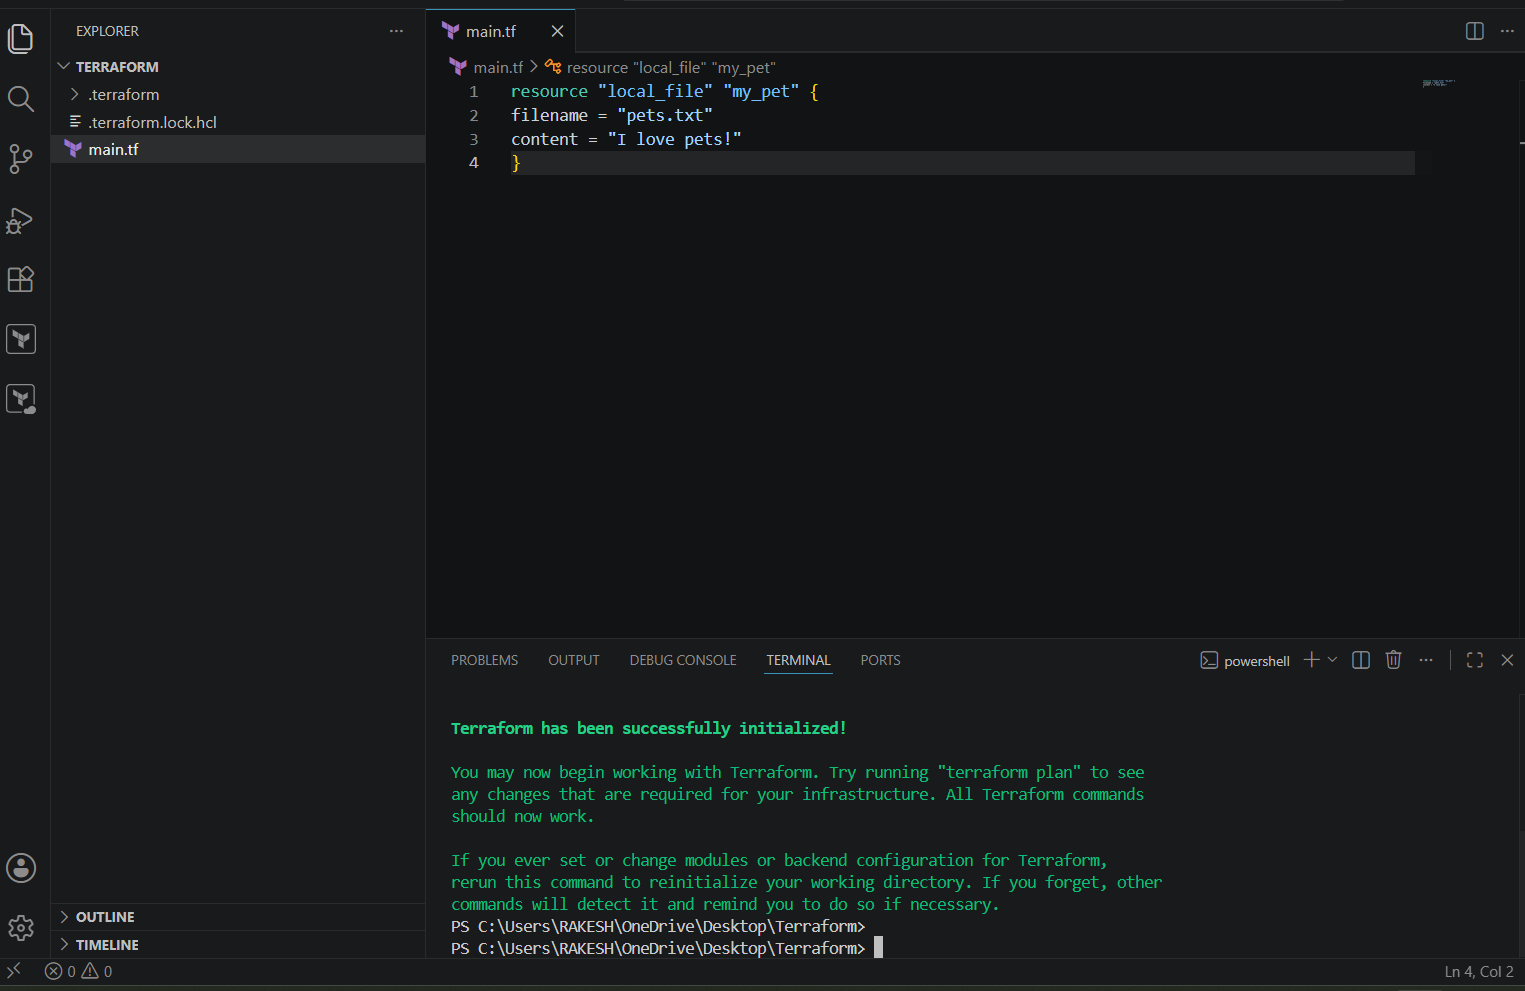 EXPLORER
TERRAFORM
.terraform
.terraform.lock.hcl
main.tf
OUTLINE
TIMELINE
main.tf
main.tf > resource "local_file" "my_pet"
1 resource "local_file" "my_pet" {
2 filename = "pets.txt"
3 content = "I love pets!"
4 }
PROBLEMS OUTPUT DEBUG CONSOLE TERMINAL PORTS
powershell
Terraform has been successfully initialized!
You may now begin working with Terraform. Try running "terraform plan" to see
any changes that are required for your infrastructure. All Terraform commands
should now work.
If you ever set or change modules or backend configuration for Terraform,
rerun this command to reinitialize your working directory. If you forget, other
commands will detect it and remind you to do so if necessary.
PS C:\Users\RAKESH\OneDrive\Desktop\Terraform>
PS C:\Users\RAKESH\OneDrive\Desktop\Terraform>
0 0
Ln 4, Col 2